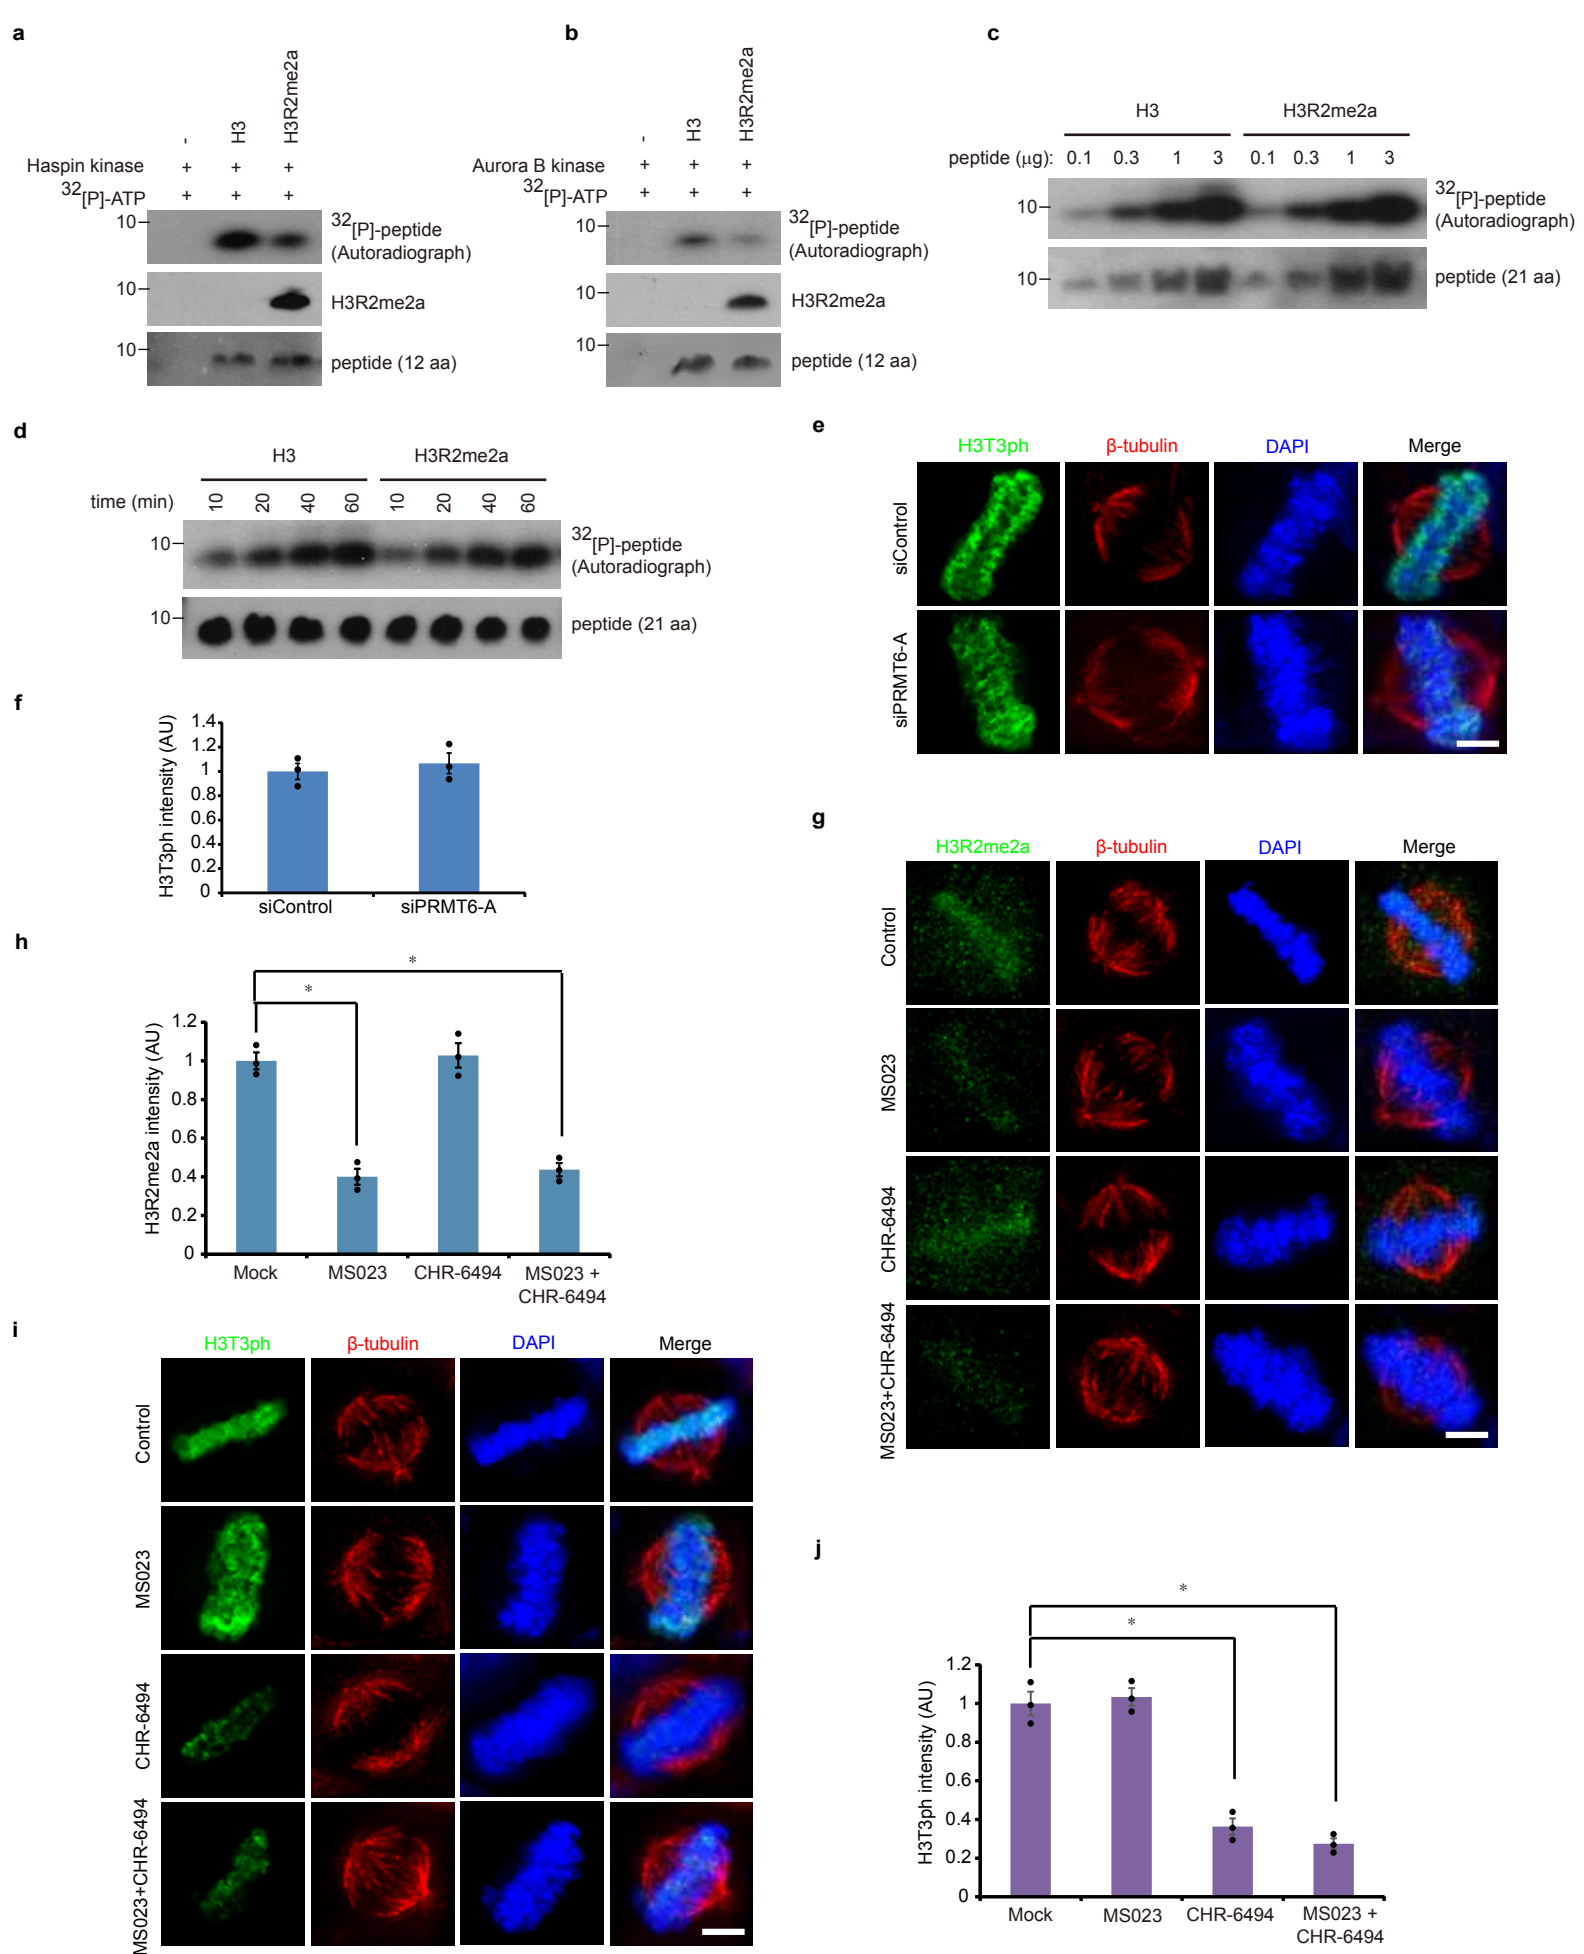 a
-
H3
H3R2me2a
Haspin kinase + + +
32[P]-ATP + + +
10
32[P]-peptide
(Autoradiograph)
10
H3R2me2a
10
peptide (12 aa)
b
-
H3
H3R2me2a
Aurora B kinase + + +
32[P]-ATP + + +
10
32[P]-peptide
(Autoradiograph)
10
H3R2me2a
10
peptide (12 aa)
c
H3 H3R2me2a
peptide (µg): 0.1 0.3 1 3 0.1 0.3 1 3
10
32[P]-peptide
(Autoradiograph)
10
peptide (21 aa)
d
H3 H3R2me2a
time (min) 10 20 40 60 10 20 40 60
10
32[P]-peptide
(Autoradiograph)
10
peptide (21 aa)
e
H3T3ph β-tubulin DAPI Merge
siControl
siPRMT6-A
f
H3T3ph intensity (AU)
1.4
1.2
1
0.8
0.6
0.4
0.2
0
siControl siPRMT6-A
g
H3R2me2a β-tubulin DAPI Merge
Control
MS023
CHR-6494
MS023+CHR-6494
h
*
*
H3R2me2a intensity (AU)
1.2
1
0.8
0.6
0.4
0.2
0
Mock MS023 CHR-6494 MS023 +
CHR-6494
i
H3T3ph β-tubulin DAPI Merge
Control
MS023
CHR-6494
MS023+CHR-6494
j
*
*
H3T3ph intensity (AU)
1.2
1
0.8
0.6
0.4
0.2
0
Mock MS023 CHR-6494 MS023 +
CHR-6494